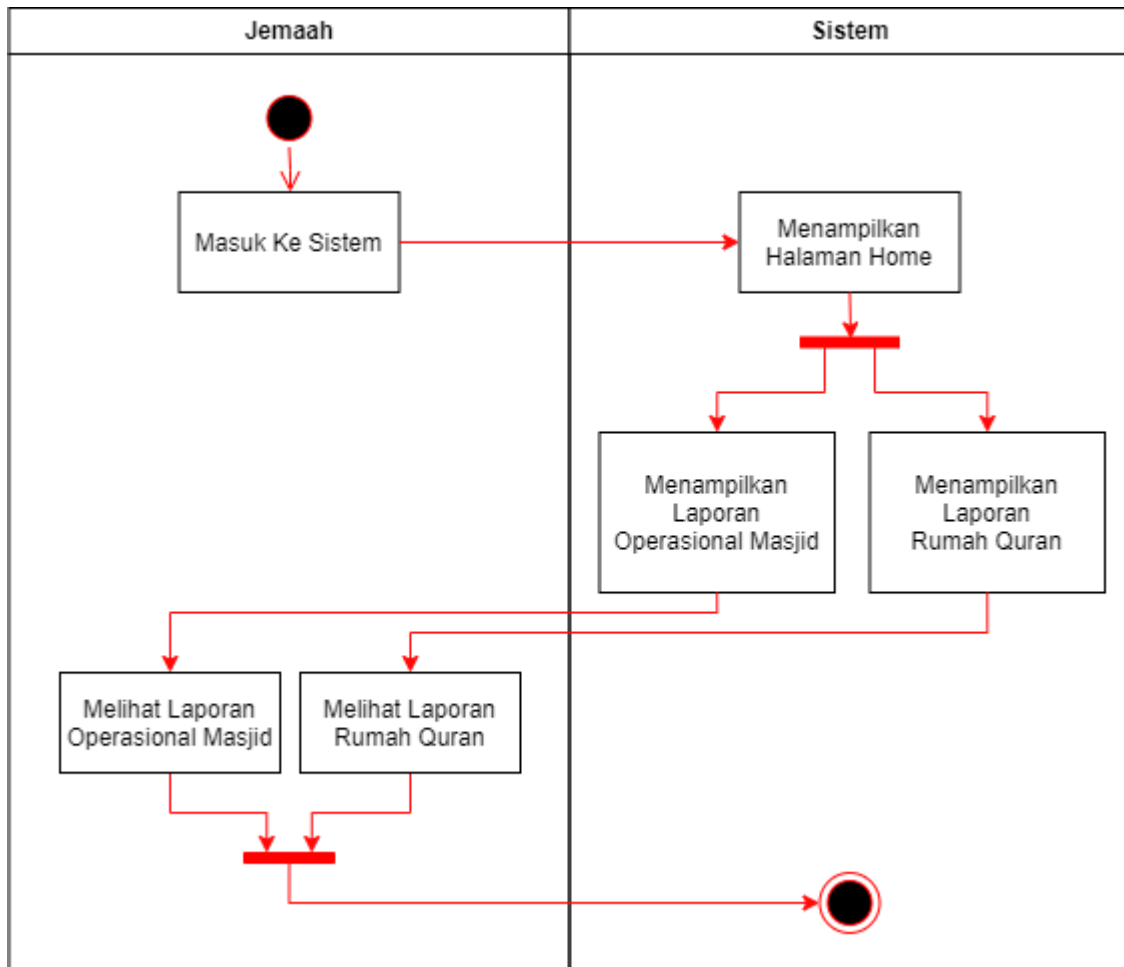 Jemaah
Sistem
Masuk Ke Sistem
Menampilkan
Halaman Home
Menampilkan
Laporan
Operasional Masjid
Menampilkan
Laporan
Rumah Quran
Melihat Laporan
Operasional Masjid
Melihat Laporan
Rumah Quran